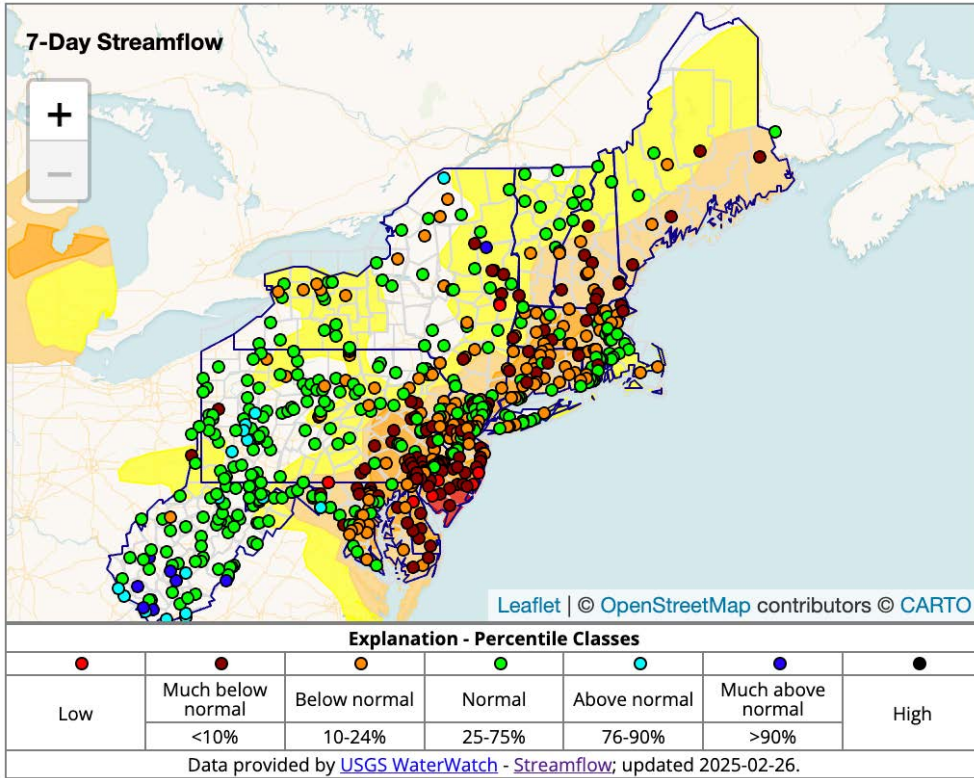 7-Day Streamflow
+
−
Leaflet | © OpenStreetMap contributors © CARTO
Explanation - Percentile Classes
Low
Much below
normal
<10%
Below normal
10-24%
Normal
25-75%
Above normal
76-90%
Much above
normal
>90%
High
Data provided by USGS WaterWatch - Streamflow; updated 2025-02-26.